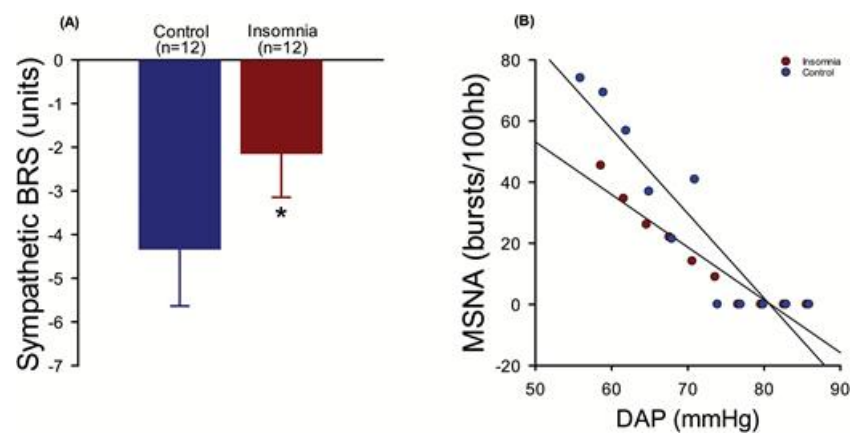 (A)
Control
(n=12)
Insomnia
(n=12)
0
-1
-2
-3
-4
-5
-6
-7
Sympathetic BRS (units)
*
(B)
80
60
40
20
0
-20
MSNA (bursts/100hb)
Insomnia
Control
50
60
70
80
90
DAP (mmHg)